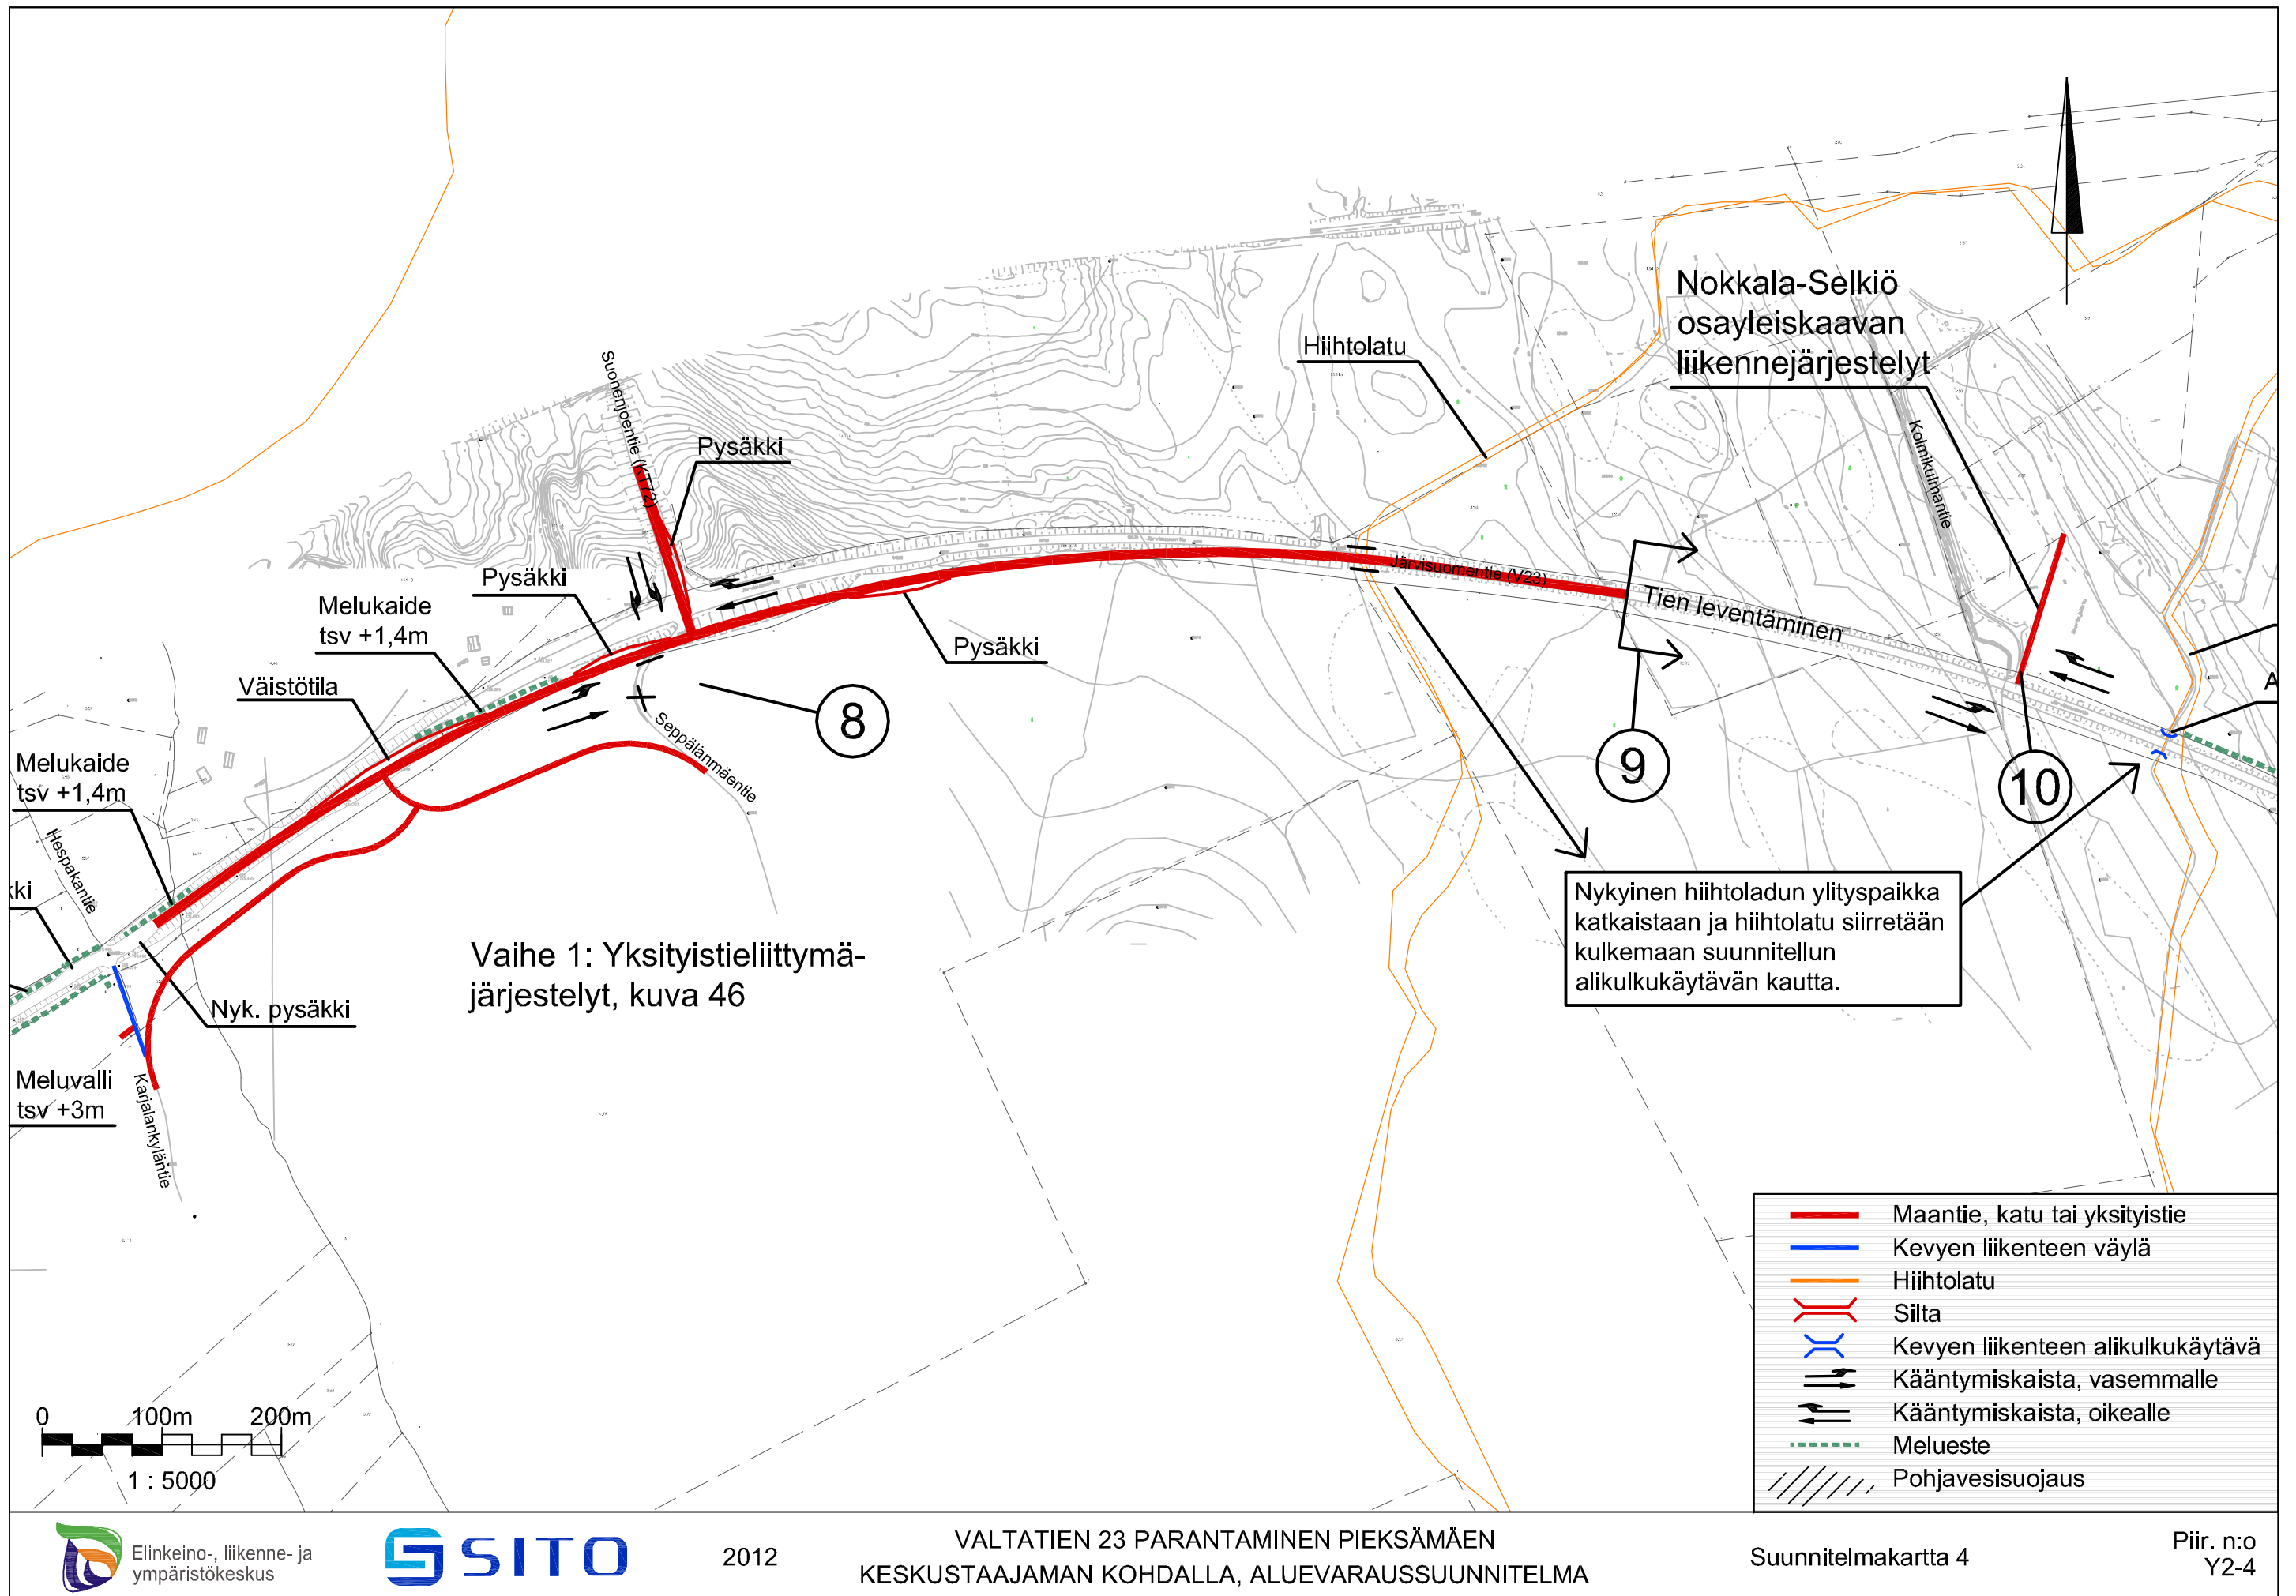 Nokkala-Selkiö
osayleiskaavan
liikennejärjestelyt
Hiihtolatu
Suonenjoentie (KT72)
Pysäkki
Kolmikulmantie
Pysäkki
Järvisuomentie (V23)
Melukaide
tsv +1,4m
Tien leventäminen
Pysäkki
Väistötila
8
Seppälänmäentie
9
10
A
Melukaide
tsv +1,4m
Hespakantie
kki
Nykyinen hiihtoladun ylityspaikka
katkaistaan ja hiihtolatu siirretään
kulkemaan suunnitellun
alikulkukäytävän kautta.
Vaihe 1: Yksityistieliittymä-
järjestelyt, kuva 46
Nyk. pysäkki
Meluvalli
tsv +3m
Karjalankyläntie
Maantie, katu tai yksityistie
Kevyen liikenteen väylä
Hiihtolatu
Silta
Kevyen liikenteen alikulkukäytävä
Kääntymiskaista, vasemmalle
Kääntymiskaista, oikealle
Melueste
Pohjavesisuojaus
0 100m 200m
1 : 5000
Elinkeino-, liikenne- ja
ympäristökeskus
SITO
2012
VALTATIEN 23 PARANTAMINEN PIEKSÄMÄEN
KESKUSTAAJAMAN KOHDALLA, ALUEVARAUSSUUNNITELMA
Suunnitelmakartta 4
Piir. n:o
Y2-4